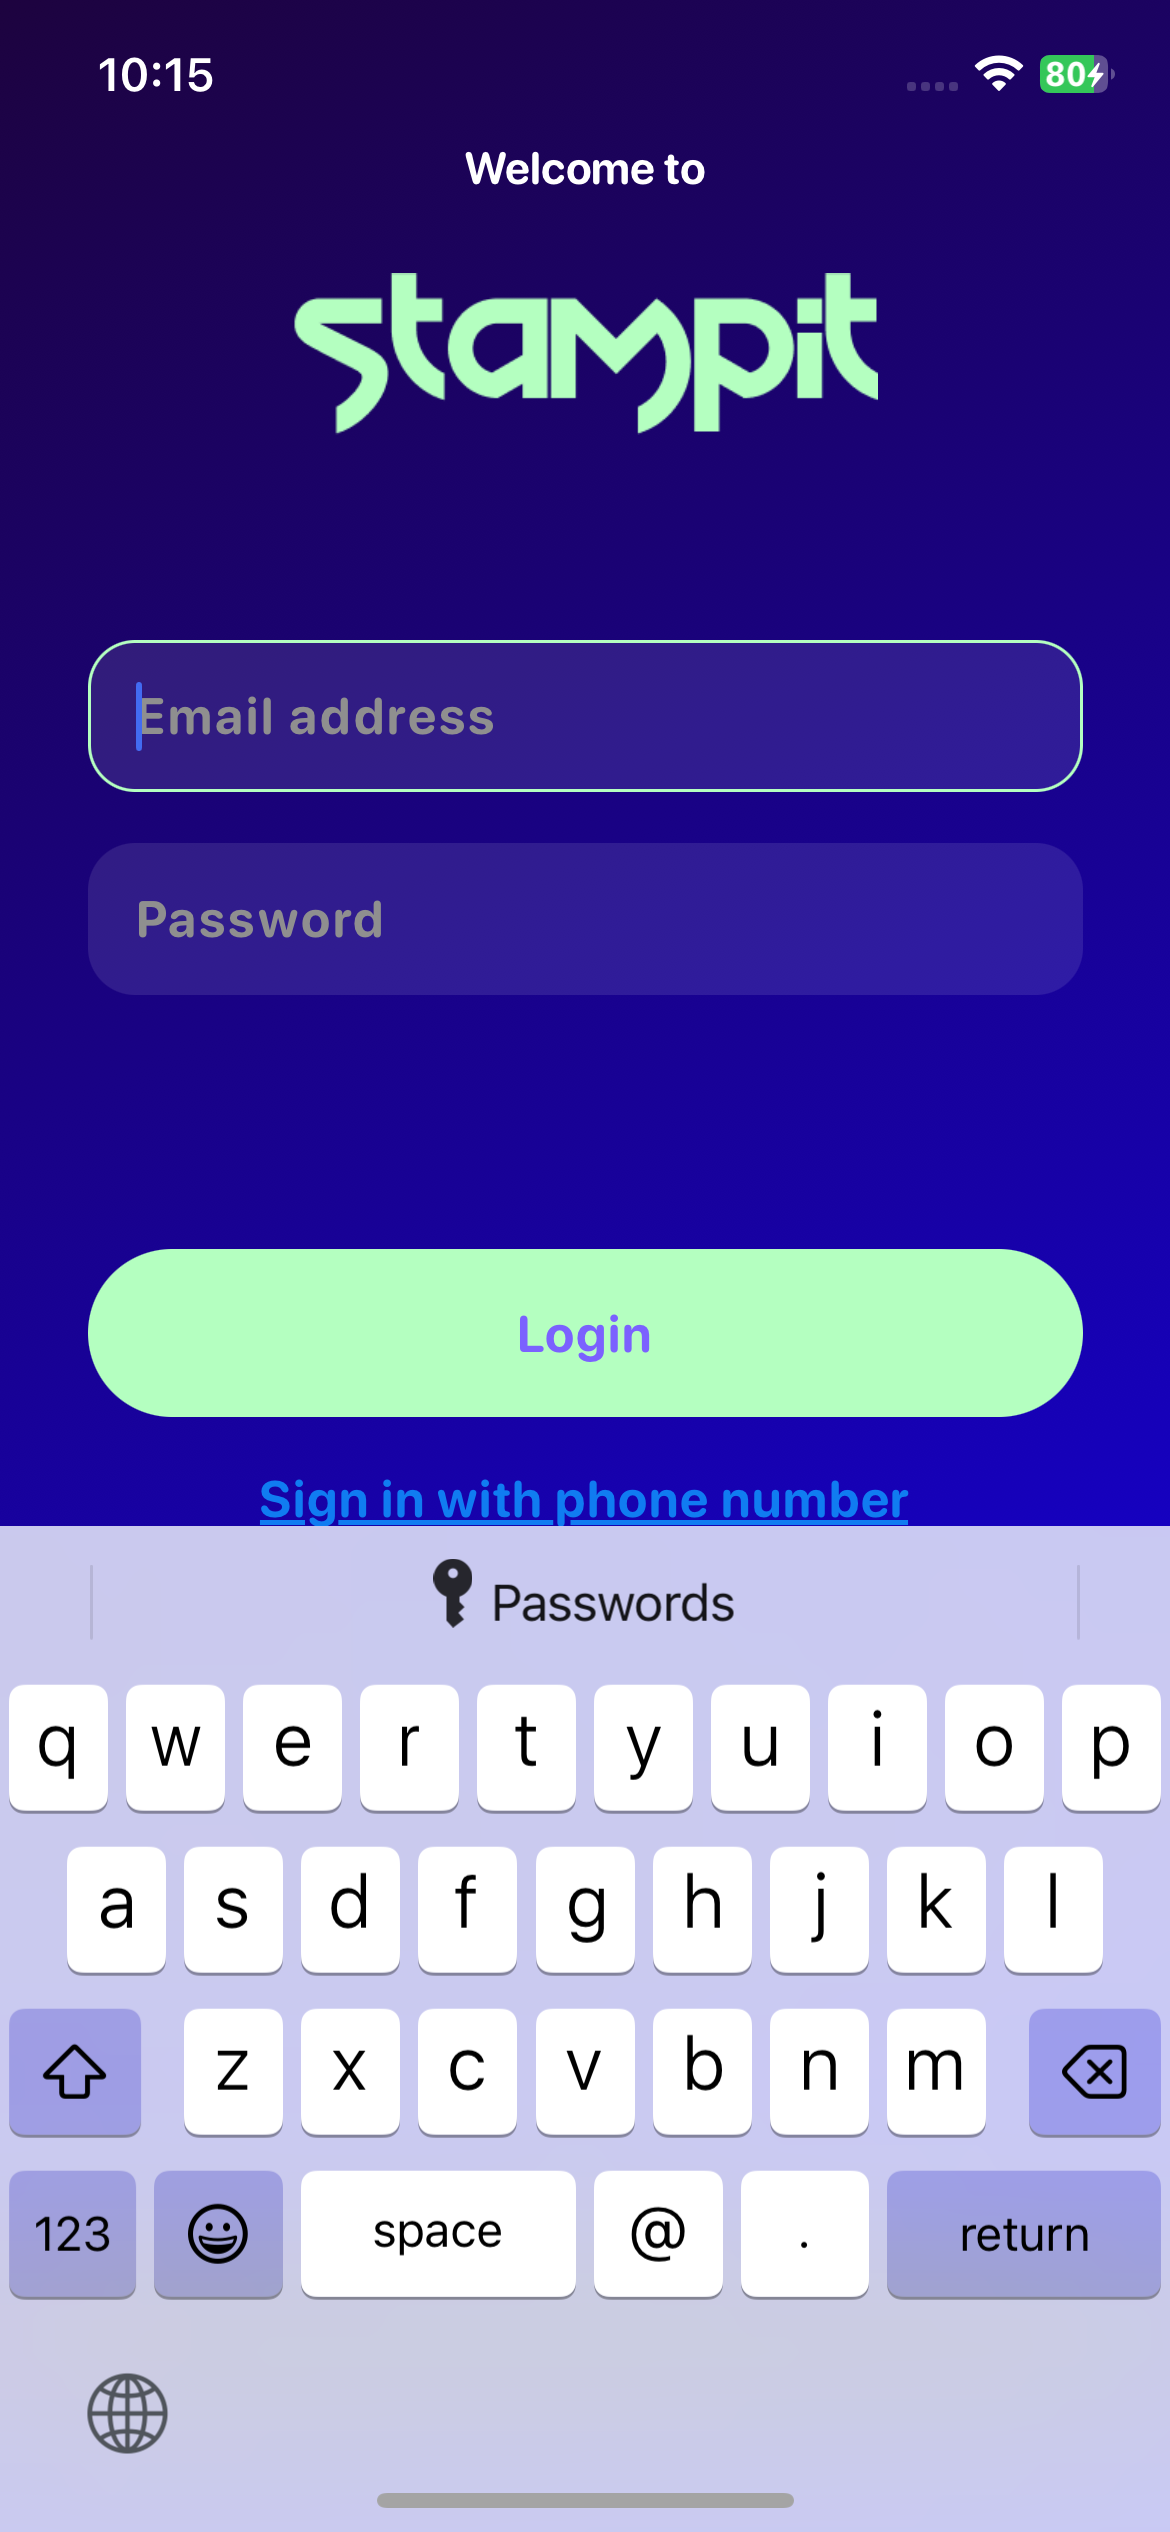 10:15
80
Welcome to
stampit
Email address
Password
Login
Sign in with phone number
Passwords
q w e r t y u i o p
a s d f g h j k l
z x c v b n m
123 space @ . return